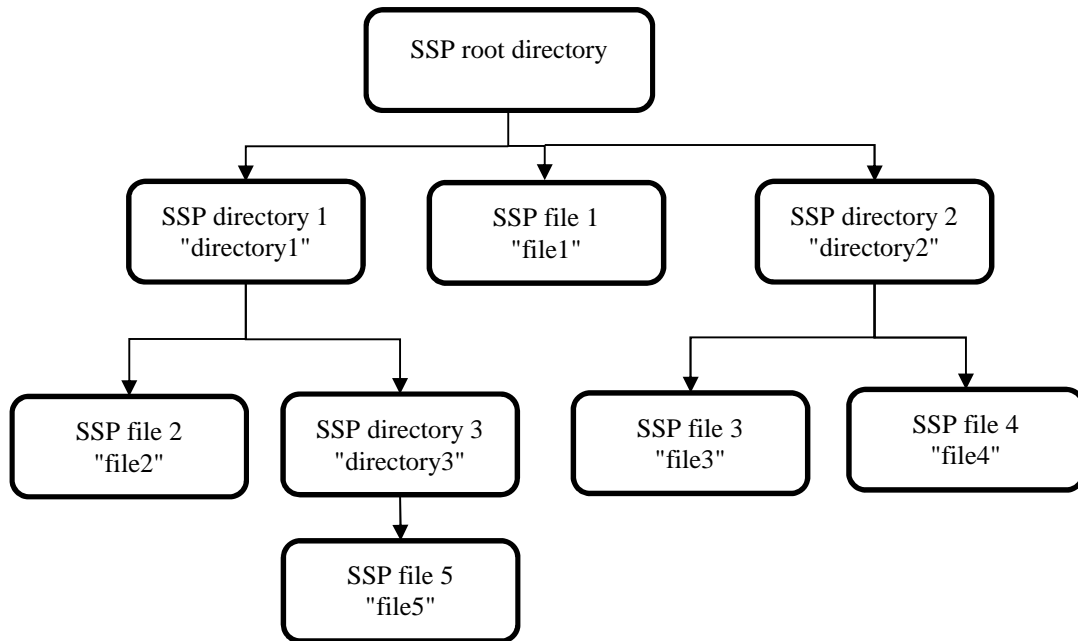 SSP root directory
SSP directory 1
"directory1"
SSP file 1
"file1"
SSP directory 2
"directory2"
SSP file 2
"file2"
SSP directory 3
"directory3"
SSP file 3
"file3"
SSP file 4
"file4"
SSP file 5
"file5"